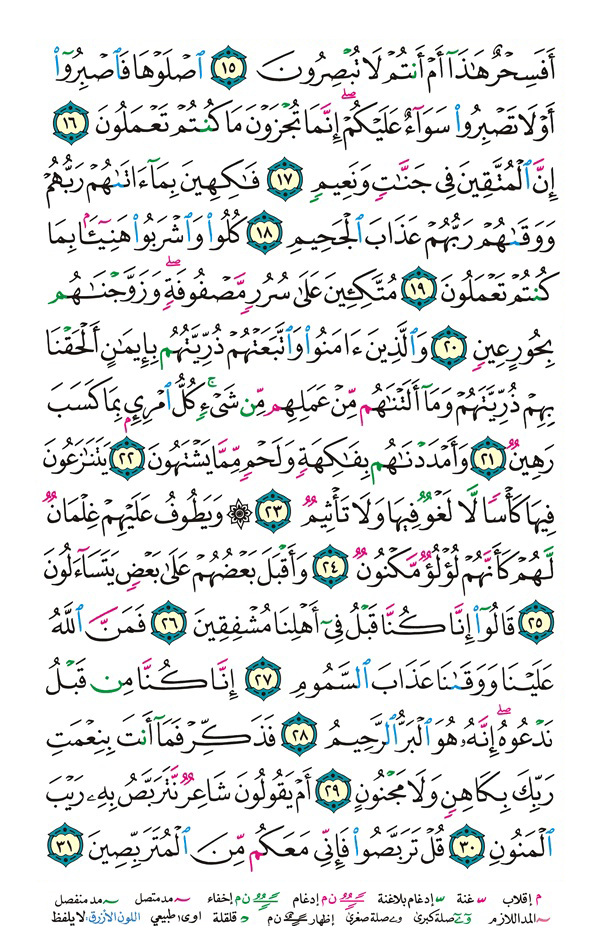 أَفَسِحْرٌ هَٰذَآ أَمْ أَنتُمْ لَا تُبْصِرُونَ ١٥ ٱصْلَوْهَا فَٱصْبِرُوٓا۟
أَوْ لَا تَصْبِرُوا۟ سَوَآءٌ عَلَيْكُمْ ۖ إِنَّمَا تُجْزَوْنَ مَا كُنتُمْ تَعْمَلُونَ ١٦
إِنَّ ٱلْمُتَّقِينَ فِى جَنَّٰتٍ وَنَعِيمٍ ١٧ فَٰكِهِينَ بِمَآ ءَاتَىٰهُمْ رَبُّهُمْ
وَوَقَىٰهُمْ رَبُّهُمْ عَذَابَ ٱلْجَحِيمِ ١٨ كُلُوا۟ وَٱشْرَبُوا۟ هَنِيٓـًٔۢا بِمَا
كُنتُمْ تَعْمَلُونَ ١٩ مُتَّكِـِٔينَ عَلَىٰ سُرُرٍ مَّصْفُوفَةٍ ۖ وَزَوَّجْنَٰهُم
بِحُورٍ عِينٍ ٢٠ وَٱلَّذِينَ ءَامَنُوا۟ وَٱتَّبَعَتْهُمْ ذُرِّيَّتُهُم بِإِيمَٰنٍ أَلْحَقْنَا
بِهِمْ ذُرِّيَّتَهُمْ وَمَآ أَلَتْنَٰهُم مِّنْ عَمَلِهِم مِّن شَىْءٍ ۚ كُلُّ ٱمْرِئٍۭ بِمَا كَسَبَ
رَهِينٌ ٢١ وَأَمْدَدْنَٰهُم بِفَٰكِهَةٍ وَلَحْمٍ مِّمَّا يَشْتَهُونَ ٢٢ يَتَنَٰزَعُونَ
فِيهَا كَأْسًا لَّا لَغْوٌ فِيهَا وَلَا تَأْثِيمٌ ٢٣ ۞ وَيَطُوفُ عَلَيْهِمْ غِلْمَانٌ
لَّهُمْ كَأَنَّهُمْ لُؤْلُؤٌ مَّكْنُونٌ ٢٤ وَأَقْبَلَ بَعْضُهُمْ عَلَىٰ بَعْضٍ يَتَسَآءَلُونَ
٢٥ قَالُوٓا۟ إِنَّا كُنَّا قَبْلُ فِىٓ أَهْلِنَا مُشْفِقِينَ ٢٦ فَمَنَّ ٱللَّهُ
عَلَيْنَا وَوَقَىٰنَا عَذَابَ ٱلسَّمُومِ ٢٧ إِنَّا كُنَّا مِن قَبْلُ
نَدْعُوهُ ۖ إِنَّهُۥ هُوَ ٱلْبَرُّ ٱلرَّحِيمُ ٢٨ فَذَكِّرْ فَمَآ أَنتَ بِنِعْمَتِ
رَبِّكَ بِكَاهِنٍ وَلَا مَجْنُونٍ ٢٩ أَمْ يَقُولُونَ شَاعِرٌ نَّتَرَبَّصُ بِهِۦ رَيْبَ
ٱلْمَنُونِ ٣٠ قُلْ تَرَبَّصُوا۟ فَإِنِّى مَعَكُم مِّنَ ٱلْمُتَرَبِّصِينَ ٣١
م إقلاب غنة إدغام بلاغنة ن م إدغام ن م إخفاء مد متصل مد منفصل
المد اللازم صلة كبرى صلة صغرى إظهار ن م قلقلة اوى طبيعي اللون الأزرق: لا يلفظ